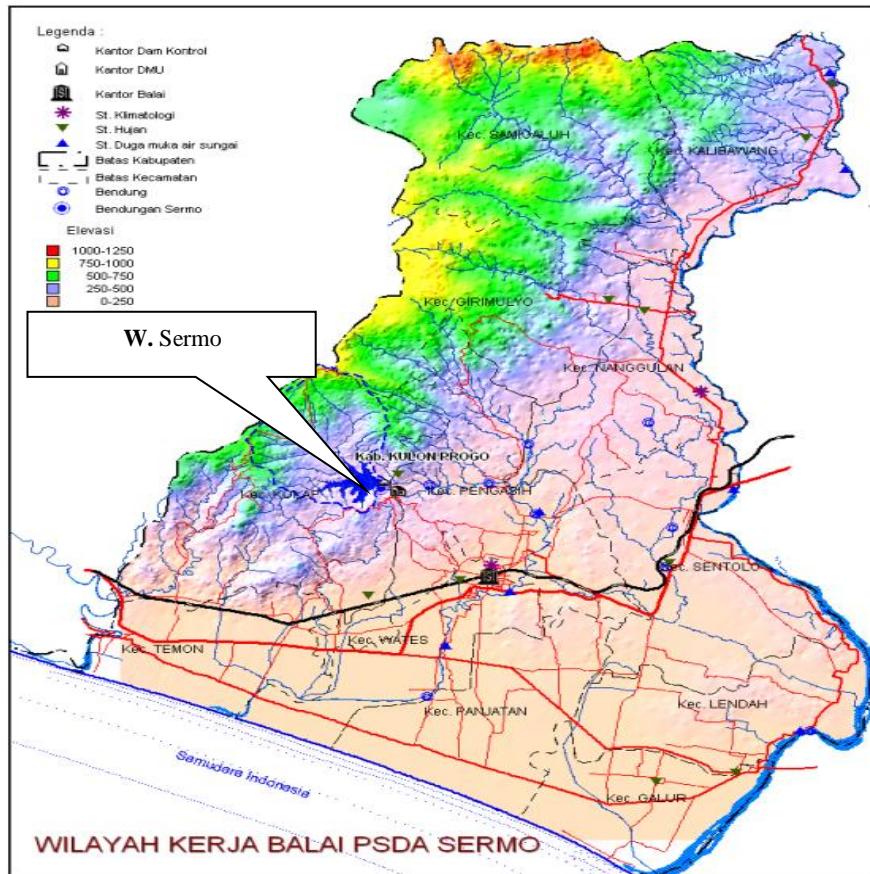 Legenda :
Kantor Dam Kontrol
Kantor DMU
Kantor Balai
St. Klimatologi
St. Hujan
St. Duga muka air sungai
Batas Kabupaten
Batas Kecamatan
Bendung
Bendungan Sermo
Elevasi
1000-1250
750-1000
500-750
250-500
0-250
Kec. SAMIGALUH
Kec. KALIBAWANG
Kec. GIRIMULYO
W. Sermo
Kec. NANGGULAN
Kab. KULON PROGO
Kec. KOKAP
Kec. PENGASIH
Kec. SENTOLO
Kec. WATES
Kec. TEMON
Kec. LENDAH
Kec. PANJATAN
Samudera Indonesia
Kec. GALUR
WILAYAH KERJA BALAI PSDA SERMO